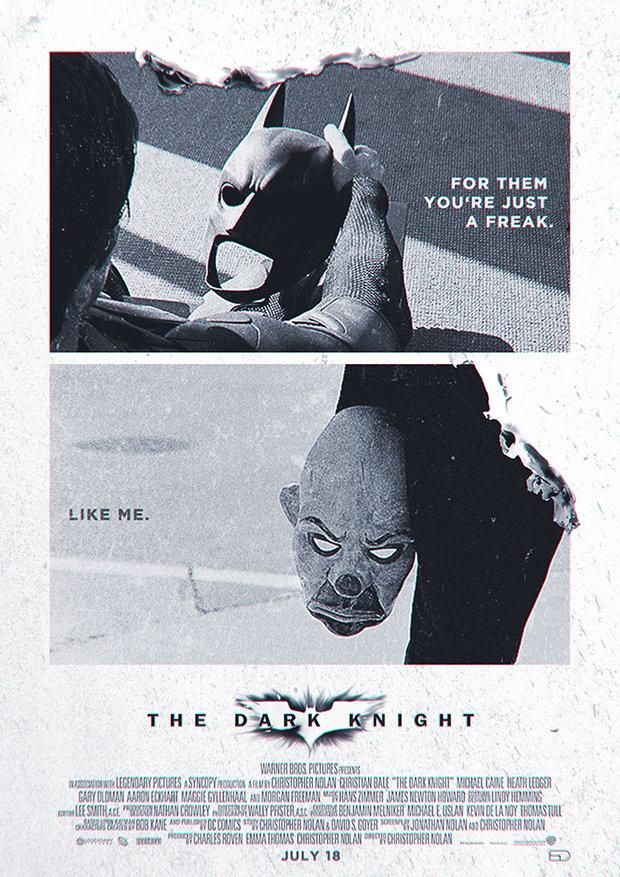 FOR THEM
YOU'RE JUST
A FREAK.
LIKE ME.
THE DARK KNIGHT
WARNER BROS. PICTURES PRESENTS
IN ASSOCIATION WITH LEGENDARY PICTURES A SYNCOPY PRODUCTION A FILM BY CHRISTOPHER NOLAN CHRISTIAN BALE "THE DARK KNIGHT" MICHAEL CAINE HEATH LEDGER
GARY OLDMAN AARON ECKHART MAGGIE GYLLENHAAL AND MORGAN FREEMAN MUSIC BY HANS ZIMMER JAMES NEWTON HOWARD COSTUME DESIGNER LINDY HEMMING
EDITOR LEE SMITH, A.C.E. PRODUCTION DESIGNER NATHAN CROWLEY DIRECTOR OF PHOTOGRAPHY WALLY PFISTER, A.S.C. EXECUTIVE PRODUCERS BENJAMIN MELNIKER MICHAEL E. USLAN KEVIN DE LA NOY THOMAS TULL
CHARACTERS CREATED BY BOB KANE AND PUBLISHED BY DC COMICS STORY BY CHRISTOPHER NOLAN & DAVID S. GOYER SCREENPLAY BY JONATHAN NOLAN AND CHRISTOPHER NOLAN
PRODUCED BY CHARLES ROVEN EMMA THOMAS CHRISTOPHER NOLAN DIRECTED BY CHRISTOPHER NOLAN
JULY 18